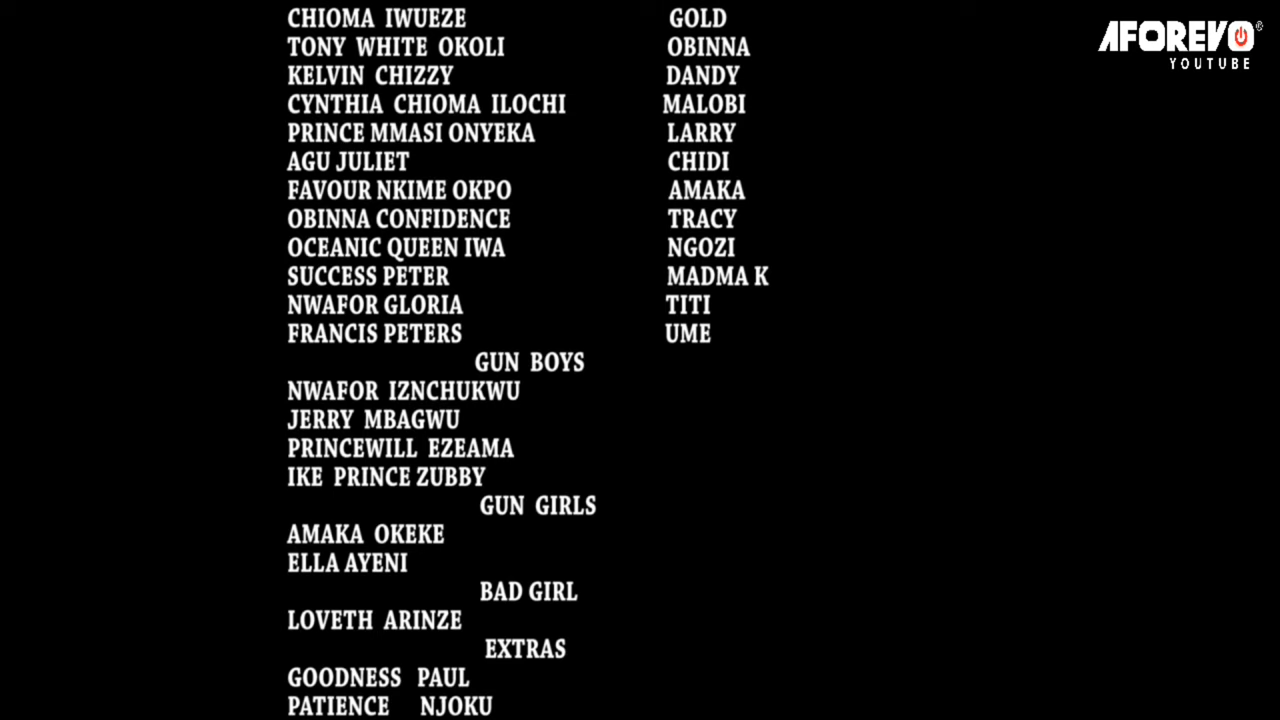 CHIOMA IWUEZE GOLD
TONY WHITE OKOLI OBINNA
KELVIN CHIZZY DANDY
CYNTHIA CHIOMA ILOCHI MALOBI
PRINCE MMASI ONYEKA LARRY
AGU JULIET CHIDI
FAVOUR NKIME OKPO AMAKA
OBINNA CONFIDENCE TRACY
OCEANIC QUEEN IWA NGOZI
SUCCESS PETER MADMA K
NWAFOR GLORIA TITI
FRANCIS PETERS UME
GUN BOYS
NWAFOR IZNCHUKWU
JERRY MBAGWU
PRINCEWILL EZEAMA
IKE PRINCE ZUBBY
GUN GIRLS
AMAKA OKEKE
ELLA AYENI
BAD GIRL
LOVETH ARINZE
EXTRAS
GOODNESS PAUL
PATIENCE NJOKU
AFOREVO®
YOUTUBE